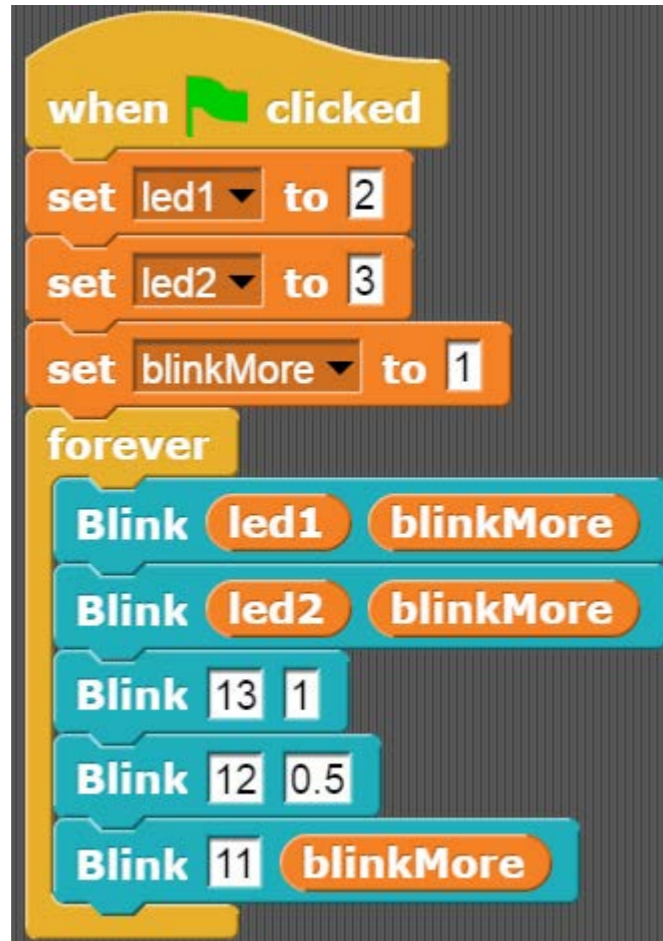 when clicked
set led1 to 2
set led2 to 3
set blinkMore to 1
forever
Blink led1 blinkMore
Blink led2 blinkMore
Blink 13 1
Blink 12 0.5
Blink 11 blinkMore